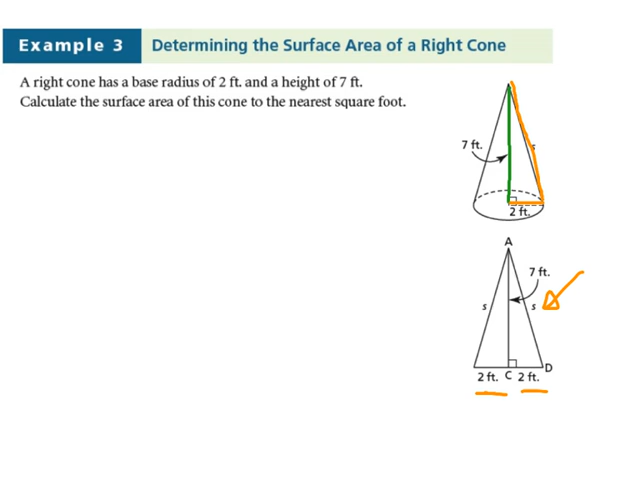 Example 3 Determining the Surface Area of a Right Cone
A right cone has a base radius of 2 ft. and a height of 7 ft.
Calculate the surface area of this cone to the nearest square foot.
7 ft.
s
2 ft.
A
7 ft.
s s
D
2 ft. C 2 ft.